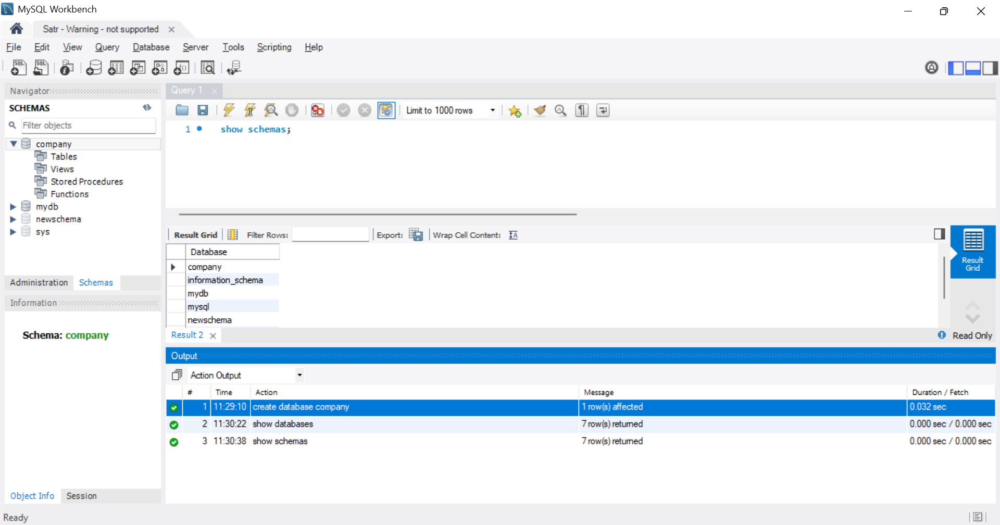 MySQL Workbench
Satr - Warning - not supported
File Edit View Query Database Server Tools Scripting Help
Navigator
SCHEMAS
Filter objects
company
Tables
Views
Stored Procedures
Functions
mydb
newschema
sys
Administration Schemas
Information
Schema: company
Object Info Session
Query 1
Limit to 1000 rows
1 show schemas;
Result Grid Filter Rows: Export: Wrap Cell Content:
Database
company
information_schema
mydb
mysql
newschema
Result
Grid
Result 2
Read Only
Output
Action Output
# Time Action Message Duration / Fetch
1 11:29:10 create database company 1 row(s) affected 0.032 sec
2 11:30:22 show databases 7 row(s) returned 0.000 sec / 0.000 sec
3 11:30:38 show schemas 7 row(s) returned 0.000 sec / 0.000 sec
Ready